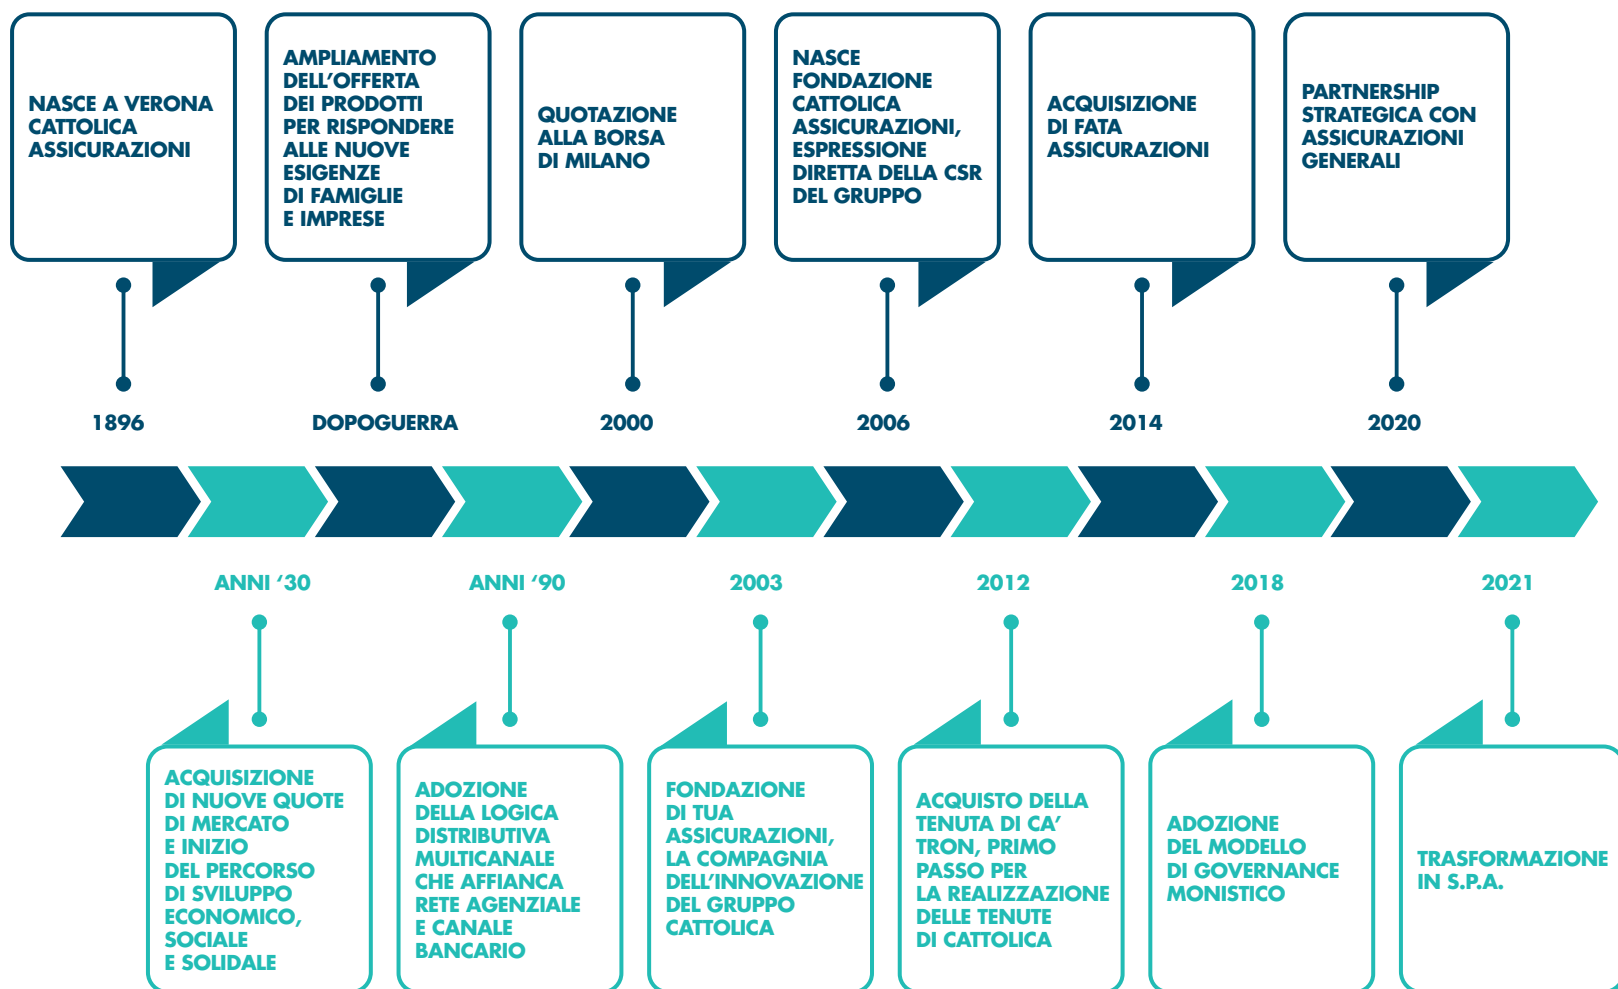 NASCE A VERONA
CATTOLICA
ASSICURAZIONI
AMPLIAMENTO
DELL'OFFERTA
DEI PRODOTTI
PER RISPONDERE
ALLE NUOVE
ESIGENZE
DI FAMIGLIE
E IMPRESE
QUOTAZIONE
ALLA BORSA
DI MILANO
NASCE
FONDAZIONE
CATTOLICA
ASSICURAZIONI,
ESPRESSIONE
DIRETTA DELLA CSR
DEL GRUPPO
ACQUISIZIONE
DI FATA
ASSICURAZIONI
PARTNERSHIP
STRATEGICA CON
ASSICURAZIONI
GENERALI
1896
DOPOGUERRA
2000
2006
2014
2020
ANNI ‘30
ANNI ‘90
2003
2012
2018
2021
ACQUISIZIONE
DI NUOVE QUOTE
DI MERCATO
E INIZIO
DEL PERCORSO
DI SVILUPPO
ECONOMICO,
SOCIALE
E SOLIDALE
ADOZIONE
DELLA LOGICA
DISTRIBUTIVA
MULTICANALE
CHE AFFIANCA
RETE AGENZIALE
E CANALE
BANCARIO
FONDAZIONE
DI TUA
ASSICURAZIONI,
LA COMPAGNIA
DELL'INNOVAZIONE
DEL GRUPPO
CATTOLICA
ACQUISTO DELLA
TENUTA DI CA'
TRON, PRIMO
PASSO PER
LA REALIZZAZIONE
DELLE TENUTE
DI CATTOLICA
ADOZIONE
DEL MODELLO
DI GOVERNANCE
MONISTICO
TRASFORMAZIONE
IN S.P.A.